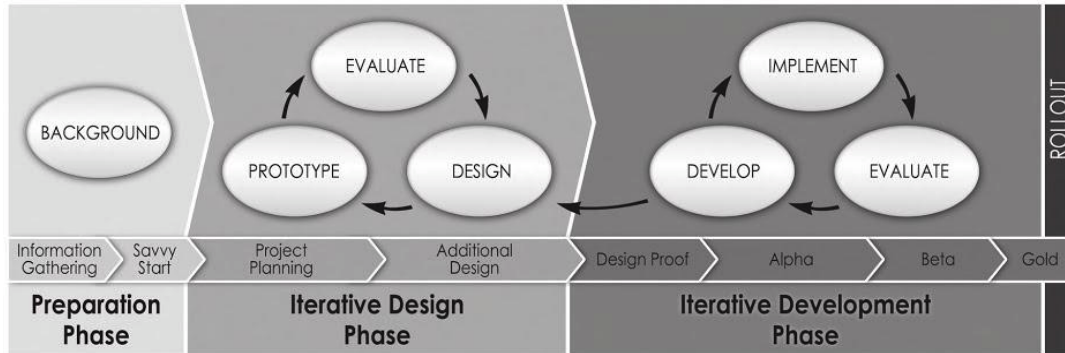 BACKGROUND
EVALUATE
PROTOTYPE
DESIGN
IMPLEMENT
DEVELOP
EVALUATE
ROLLOUT
Information
Gathering
Savvy
Start
Project
Planning
Additional
Design
Design Proof
Alpha
Beta
Gold
Preparation
Phase
Iterative Design
Phase
Iterative Development
Phase